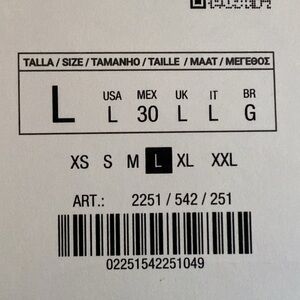 TALLA / SIZE / TAMANHO / TAILLE / MAAT / ΜΕΓΕΘΟΣ
USA MEX UK IT BR
L L 30 L L G
XS S M L XL XXL
ART.: 2251 / 542 / 251
02251542251049